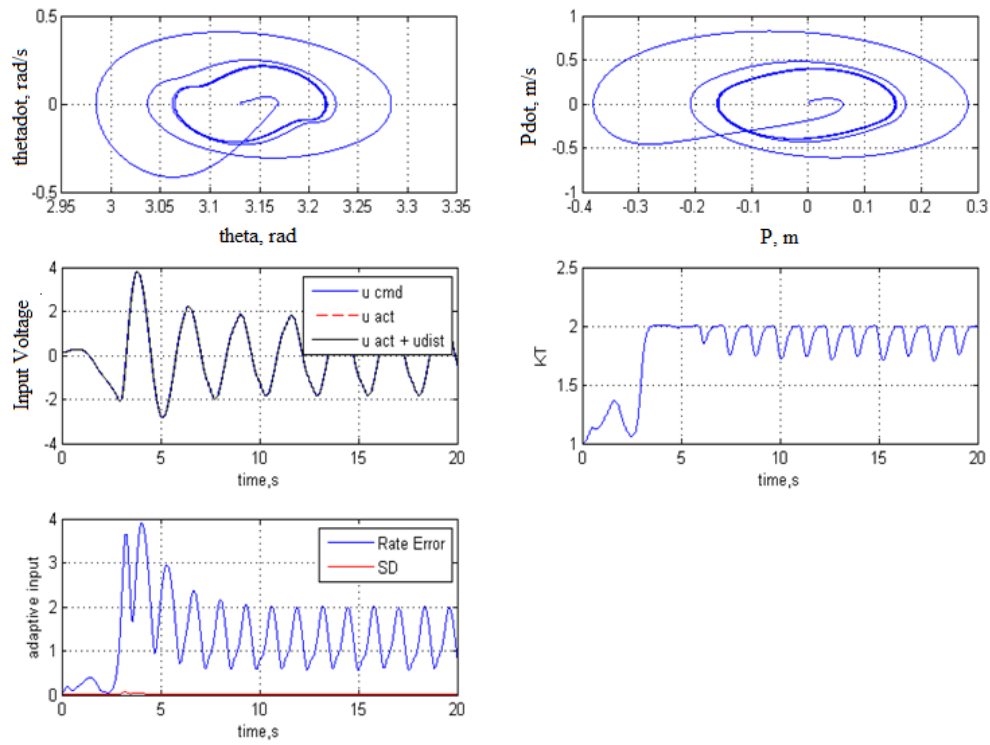 0.5
0
-0.5
thetadot, rad/s
2.95 3 3.05 3.1 3.15 3.2 3.25 3.3 3.35
theta, rad
1
0.5
0
-0.5
-1
Pdot, m/s
-0.4 -0.3 -0.2 -0.1 0 0.1 0.2 0.3
P, m
4
2
0
-2
-4
Input Voltage
u cmd
u act
u act + udist
0 5 10 15 20
time,s
2.5
2
1.5
1
KT
0 5 10 15 20
time,s
4
3
2
1
0
adaptive input
Rate Error
SD
0 5 10 15 20
time,s